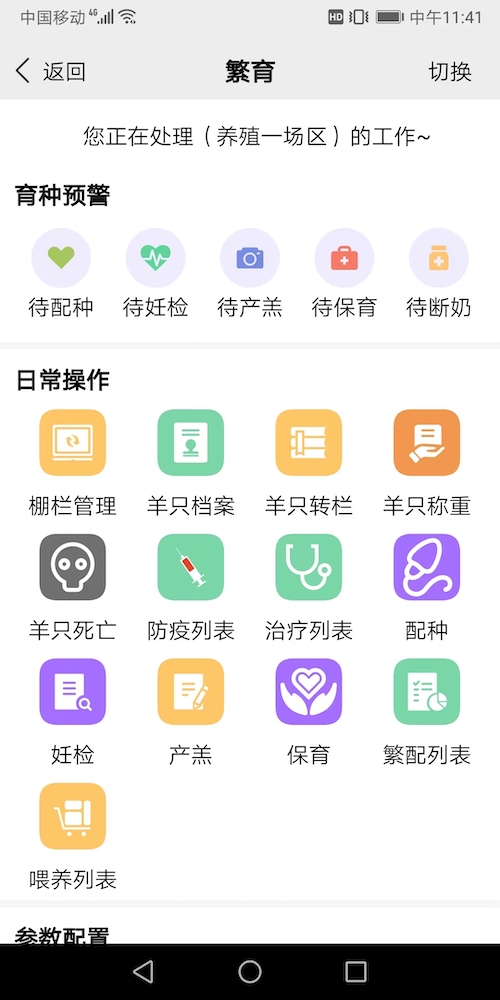 中国移动 4G HD 中午11:41
返回 繁育 切换
您正在处理（养殖一场区）的工作~
育种预警
待配种 待妊检 待产羔 待保育 待断奶
日常操作
棚栏管理 羊只档案 羊只转栏 羊只称重
羊只死亡 防疫列表 治疗列表 配种
妊检 产羔 保育 繁配列表
喂养列表
参数配置